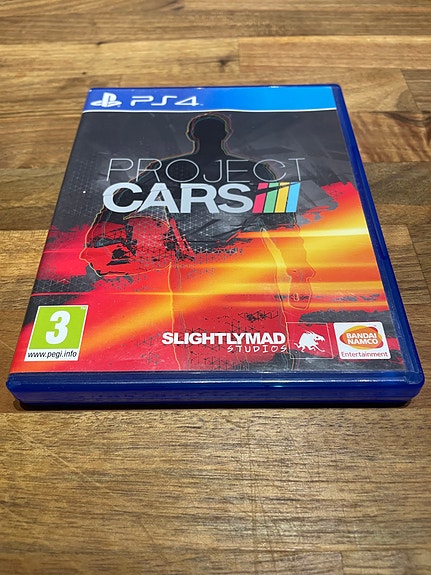 PS4
PROJECT
CARS
3
www.pegi.info
SLIGHTLYMAD
STUDIOS
BANDAI
NAMCO
Entertainment